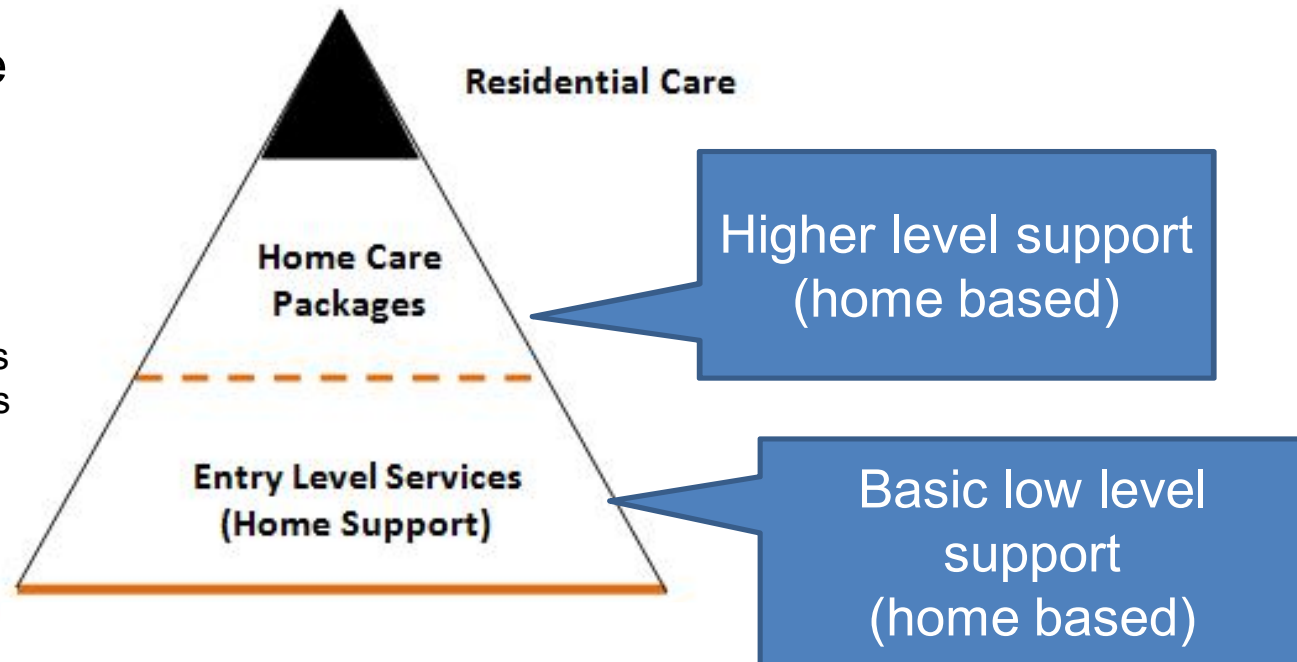 e
Residential Care
Higher level support
(home based)
Home Care
Packages
s
s
Entry Level Services
(Home Support)
Basic low level
support
(home based)